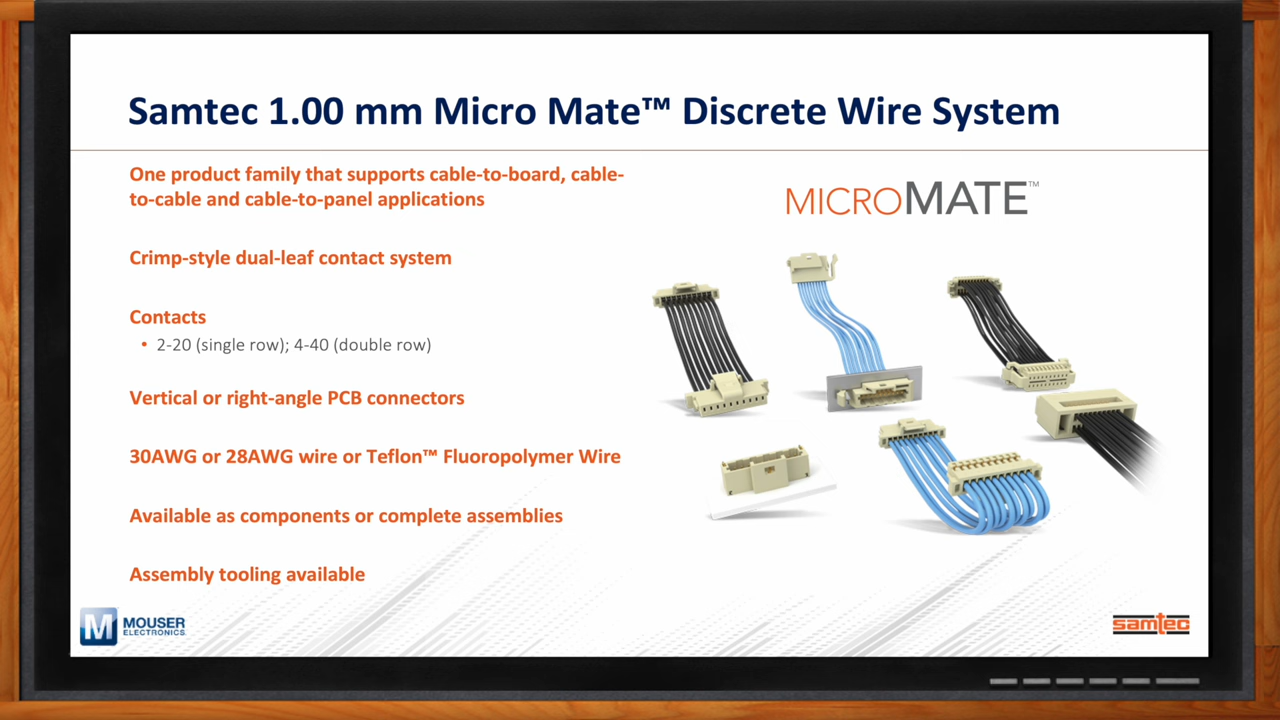 Samtec 1.00 mm Micro Mate™ Discrete Wire System
One product family that supports cable-to-board, cable-
to-cable and cable-to-panel applications
MICROMATE™
Crimp-style dual-leaf contact system
Contacts
• 2-20 (single row); 4-40 (double row)
Vertical or right-angle PCB connectors
30AWG or 28AWG wire or Teflon™ Fluoropolymer Wire
Available as components or complete assemblies
Assembly tooling available
M MOUSER
ELECTRONICS
samtec